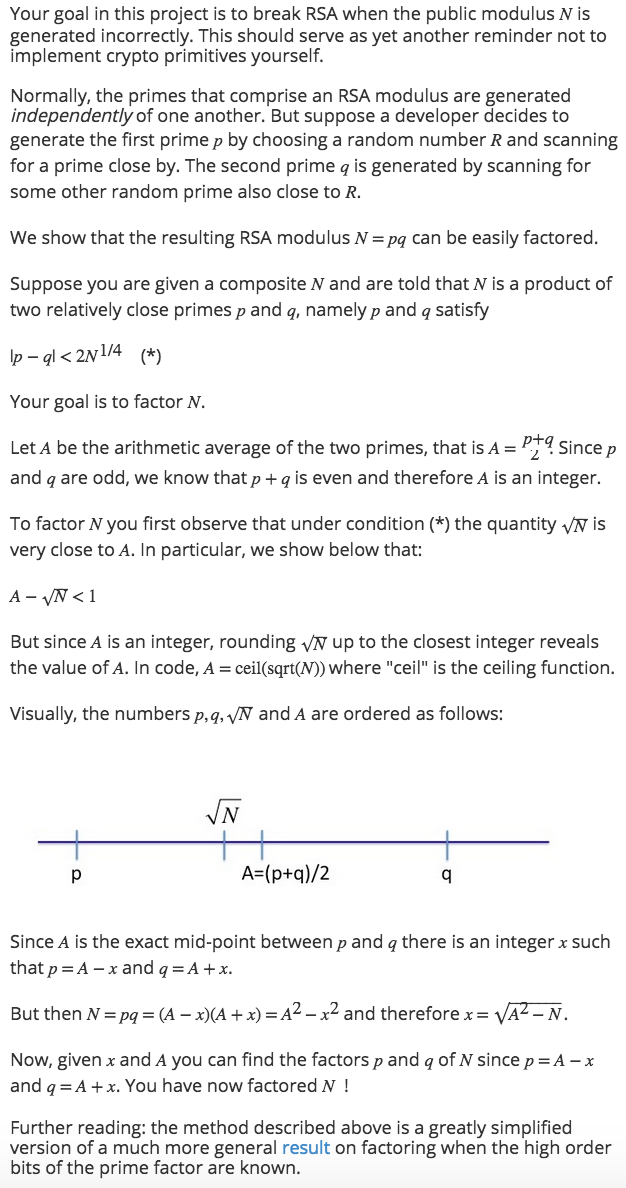 Your goal in this project is to break RSA when the public modulus N is
generated incorrectly. This should serve as yet another reminder not to
implement crypto primitives yourself.
Normally, the primes that comprise an RSA modulus are generated
independently of one another. But suppose a developer decides to
generate the first prime p by choosing a random number R and scanning
for a prime close by. The second prime q is generated by scanning for
some other random prime also close to R.
We show that the resulting RSA modulus N = pq can be easily factored.
Suppose you are given a composite N and are told that N is a product of
two relatively close primes p and q, namely p and q satisfy
|p − q| < 2N^{1/4} (*)
Your goal is to factor N.
Let A be the arithmetic average of the two primes, that is A = \frac{p+q}{2}. Since p
and q are odd, we know that p + q is even and therefore A is an integer.
To factor N you first observe that under condition (*) the quantity √N is
very close to A. In particular, we show below that:
A − √N < 1
But since A is an integer, rounding √N up to the closest integer reveals
the value of A. In code, A = ceil(sqrt(N)) where "ceil" is the ceiling function.
Visually, the numbers p, q, √N and A are ordered as follows:
√N
p A=(p+q)/2 q
Since A is the exact mid-point between p and q there is an integer x such
that p = A − x and q = A + x.
But then N = pq = (A − x)(A + x) = A² − x² and therefore x = √(A² − N).
Now, given x and A you can find the factors p and q of N since p = A − x
and q = A + x. You have now factored N !
Further reading: the method described above is a greatly simplified
version of a much more general result on factoring when the high order
bits of the prime factor are known.